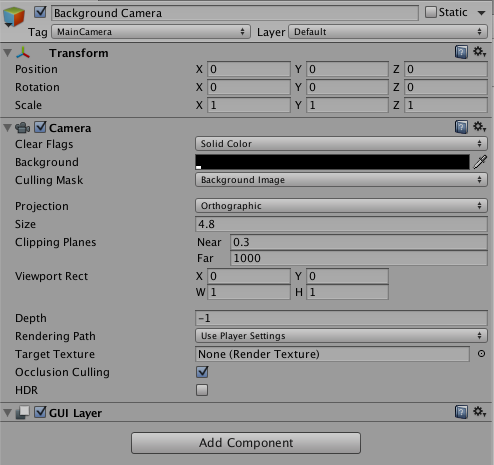 Background Camera Static
Tag MainCamera Layer Default
Transform
Position X 0 Y 0 Z 0
Rotation X 0 Y 0 Z 0
Scale X 1 Y 1 Z 1
Camera
Clear Flags Solid Color
Background
Culling Mask Background Image
Projection Orthographic
Size 4.8
Clipping Planes Near 0.3
Far 1000
Viewport Rect X 0 Y 0
W 1 H 1
Depth -1
Rendering Path Use Player Settings
Target Texture None (Render Texture)
Occlusion Culling
HDR
GUI Layer
Add Component